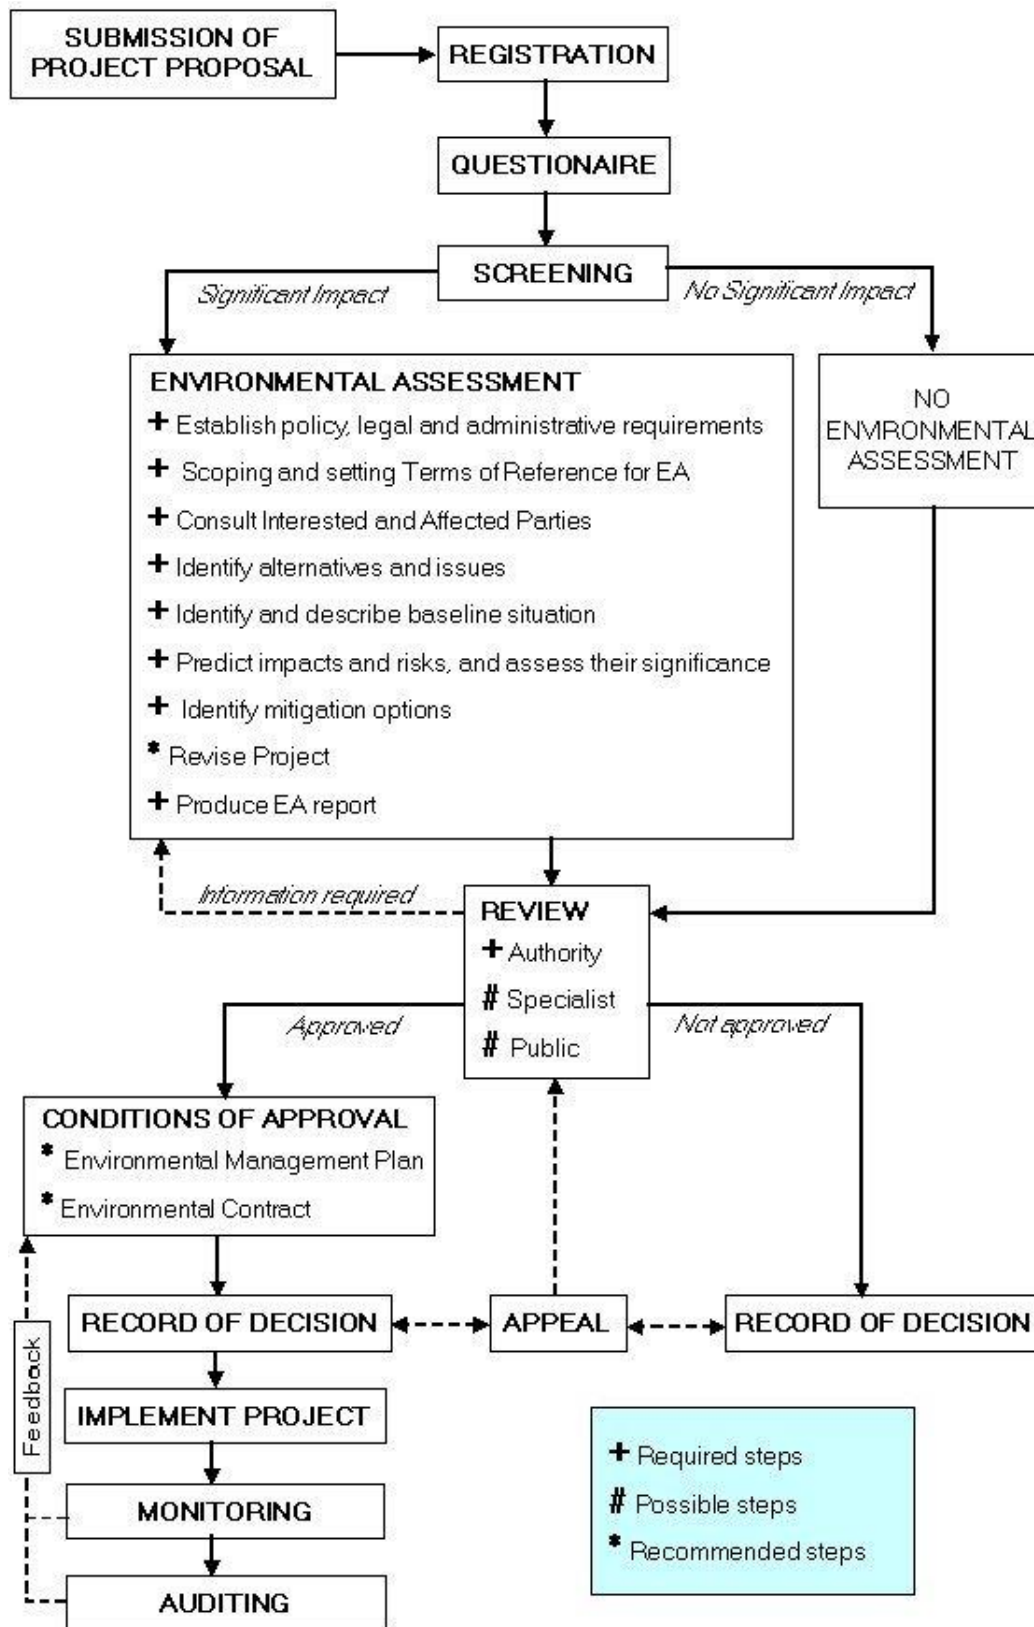 SUBMISSION OF
PROJECT PROPOSAL
REGISTRATION
QUESTIONAIRE
SCREENING
Significant Impact
No Significant Impact
ENVIRONMENTAL ASSESSMENT
+ Establish policy, legal and administrative requirements
+ Scoping and setting Terms of Reference for EA
+ Consult Interested and Affected Parties
+ Identify alternatives and issues
+ Identify and describe baseline situation
+ Predict impacts and risks, and assess their significance
+ Identify mitigation options
* Revise Project
+ Produce EA report
NO
ENVIRONMENTAL
ASSESSMENT
Information required
REVIEW
+ Authority
# Specialist
# Public
Approved
Not approved
CONDITIONS OF APPROVAL
* Environmental Management Plan
* Environmental Contract
RECORD OF DECISION
APPEAL
RECORD OF DECISION
Feedback
IMPLEMENT PROJECT
MONITORING
AUDITING
+ Required steps
# Possible steps
* Recommended steps